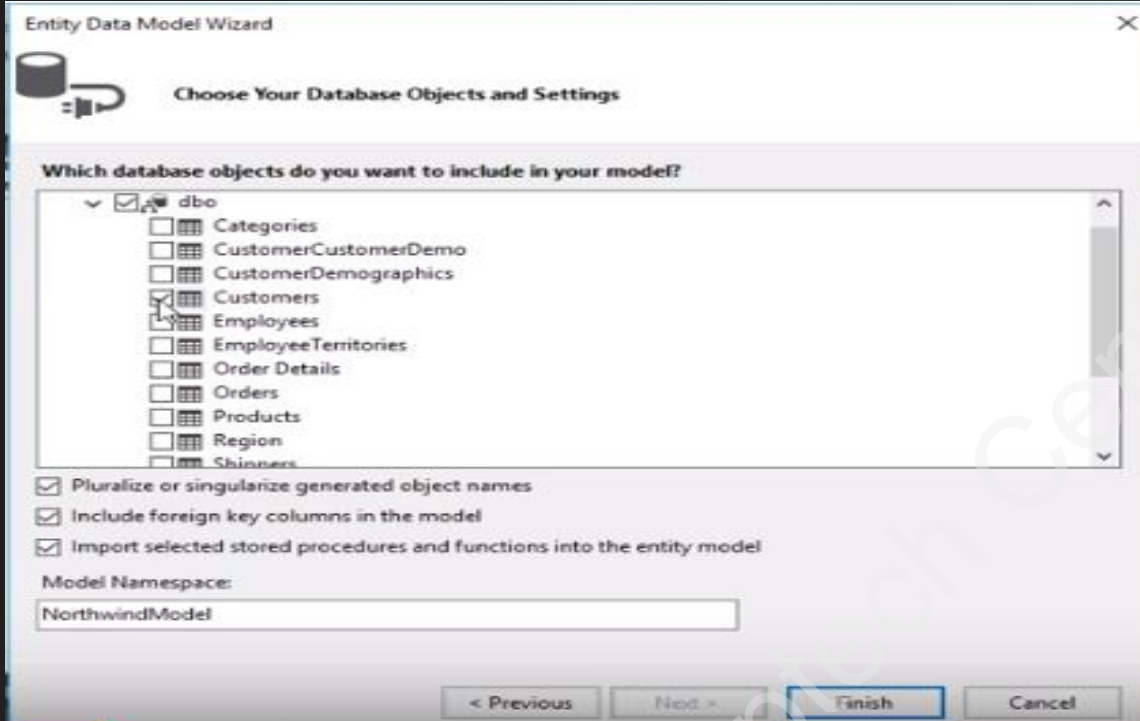 Entity Data Model Wizard
Choose Your Database Objects and Settings
Which database objects do you want to include in your model?
dbo
Categories
CustomerCustomerDemo
CustomerDemographics
Customers
Employees
EmployeeTerritories
Order Details
Orders
Products
Region
Shippers
Pluralize or singularize generated object names
Include foreign key columns in the model
Import selected stored procedures and functions into the entity model
Model Namespace:
NorthwindModel
< Previous Next > Finish Cancel